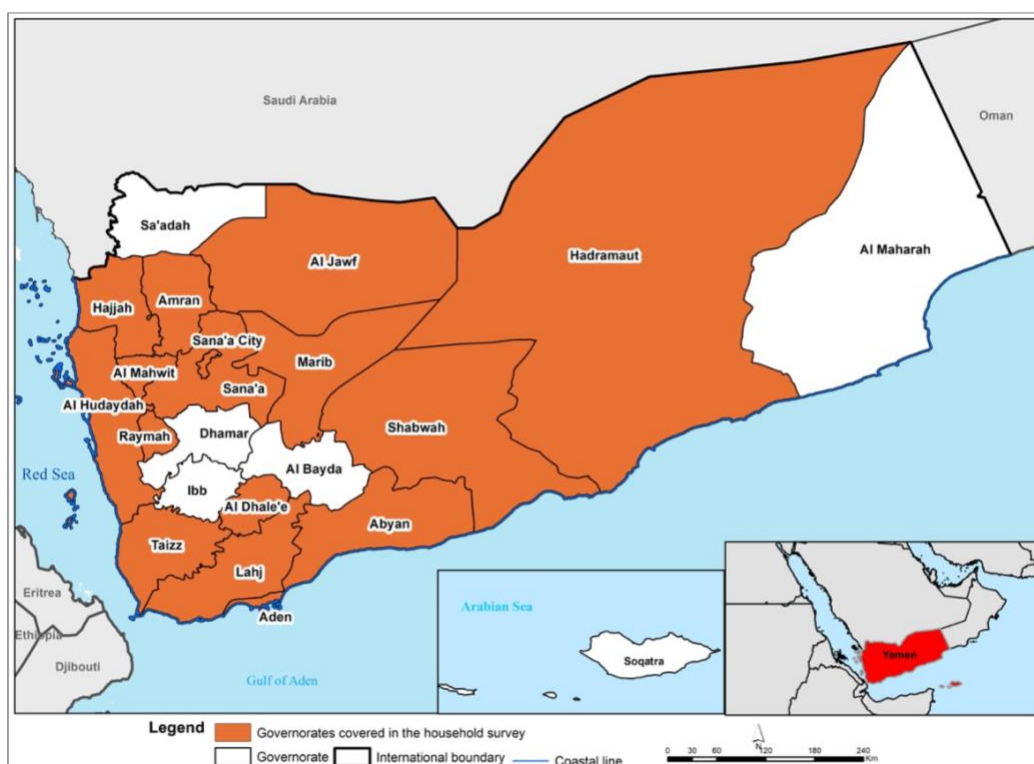 Saudi Arabia
Oman
Sa'adah
Al Jawf
Hadramaut
Al Maharah
Hajjah
Amran
Sana'a City
Marib
Al Mahwit
Sana'a
Al Hudaydah
Shabwah
Raymah
Dhamar
Al Bayda
Red Sea
Ibb
Al Dhale'e
Abyan
Taizz
Lahj
Eritrea
Aden
Arabian Sea
Ethiopia
Yemen
Soqatra
Djibouti
Gulf of Aden
Legend
Governorates covered in the household survey
Governorate
International boundary
Coastal line
N
0 30 60 120 180 240
Km